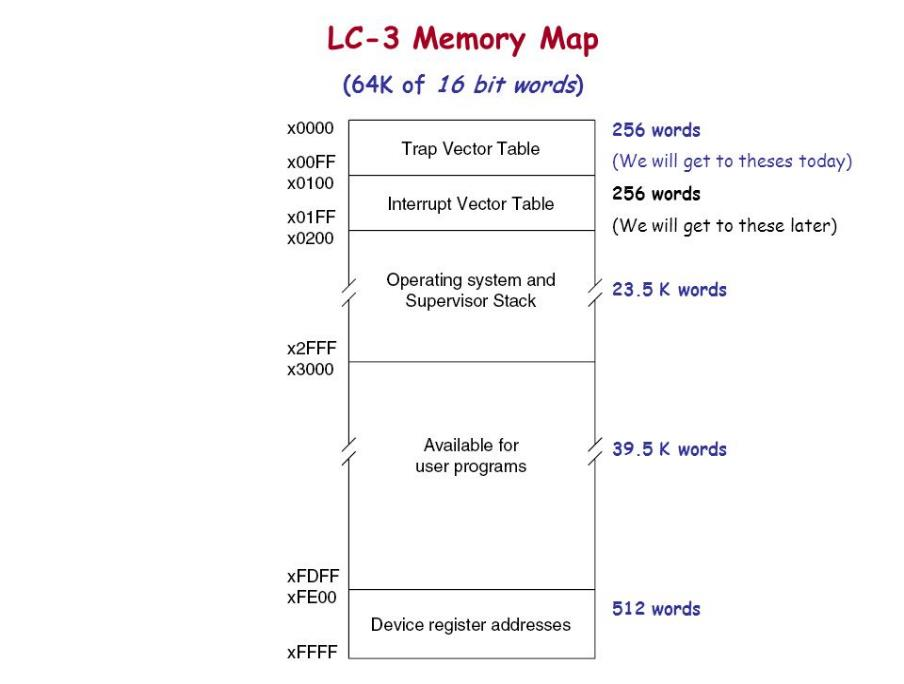 LC-3 Memory Map
(64K of 16 bit words)
x0000
Trap Vector Table
256 words
x00FF
(We will get to theses today)
x0100
Interrupt Vector Table
256 words
x01FF
(We will get to these later)
x0200
Operating system and
Supervisor Stack
23.5 K words
x2FFF
x3000
Available for
user programs
39.5 K words
xFDFF
xFE00
Device register addresses
512 words
xFFFF